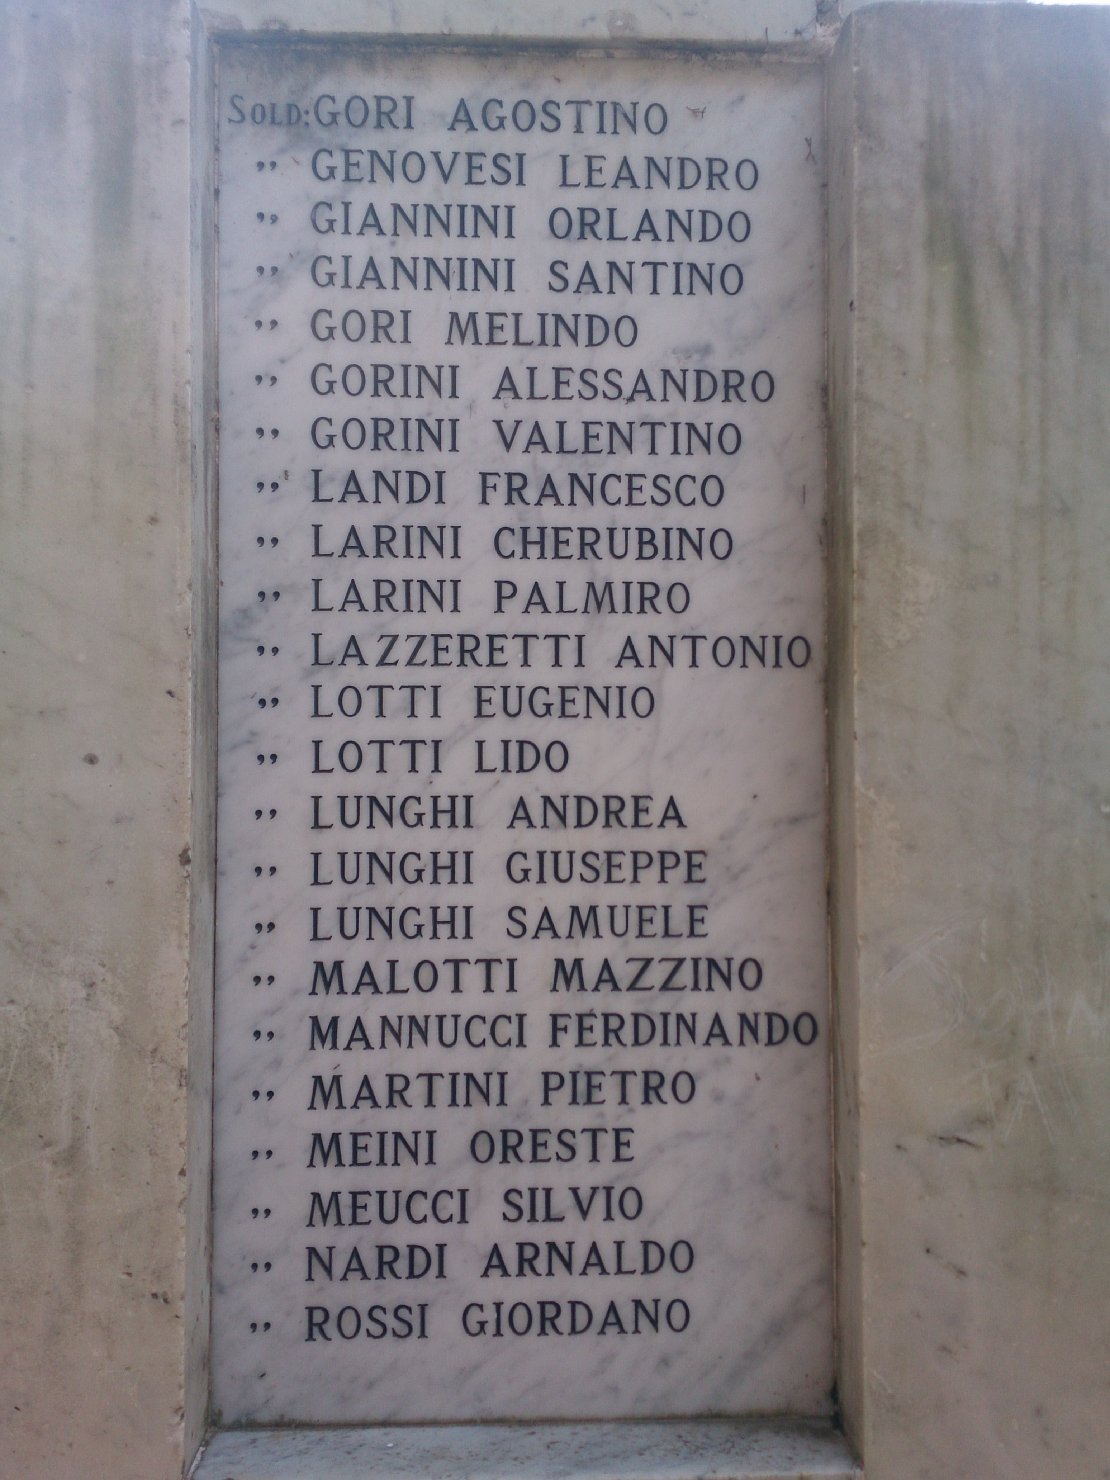 SOLD: GORI AGOSTINO
,, GENOVESI LEANDRO
,, GIANNINI ORLANDO
,, GIANNINI SANTINO
,, GORI MELINDO
,, GORINI ALESSANDRO
,, GORINI VALENTINO
,, LANDI FRANCESCO
,, LARINI CHERUBINO
,, LARINI PALMIRO
,, LAZZERETTI ANTONIO
,, LOTTI EUGENIO
,, LOTTI LIDO
,, LUNGHI ANDREA
,, LUNGHI GIUSEPPE
,, LUNGHI SAMUELE
,, MALOTTI MAZZINO
,, MANNUCCI FERDINANDO
,, MARTINI PIETRO
,, MEINI ORESTE
,, MEUCCI SILVIO
,, NARDI ARNALDO
,, ROSSI GIORDANO